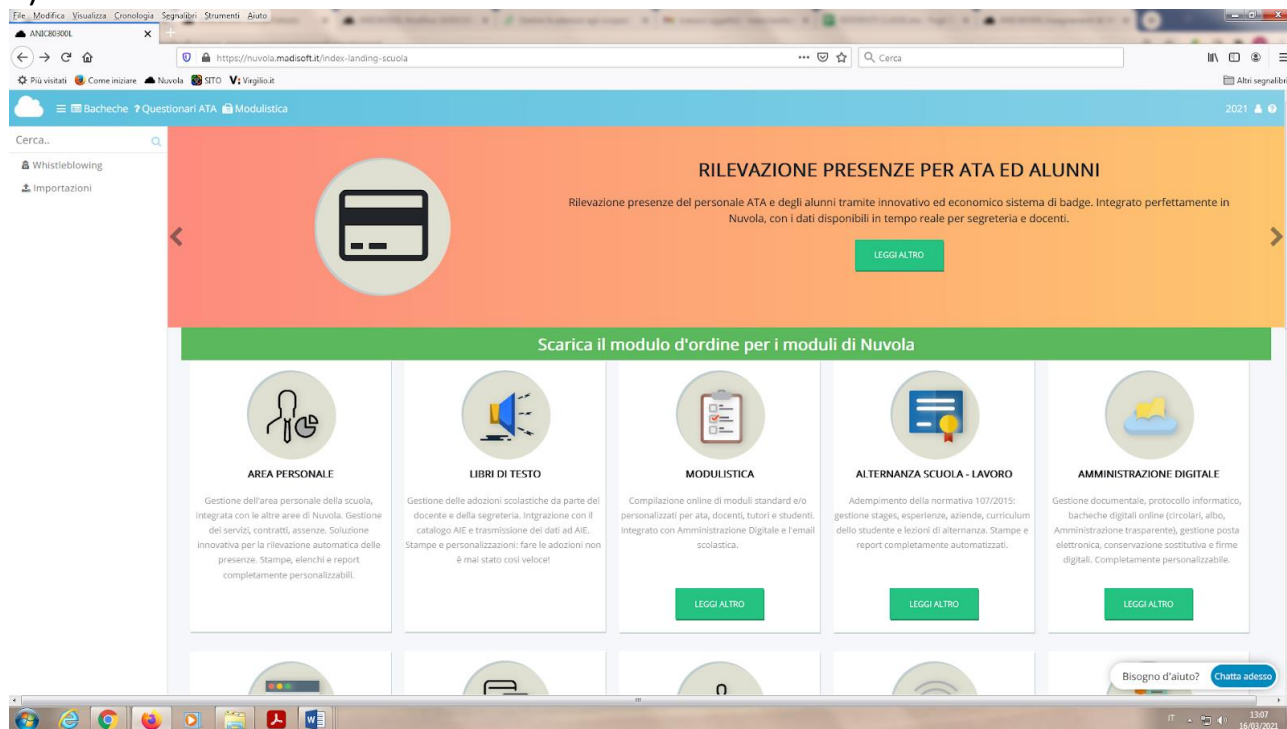 File Modifica Visualizza Cronologia Segnalibri Strumenti Aiuto
ANIC80300L
https://nuvola.madisoft.it/index-landing-scuola
Cerca
Più visitati Come iniziare Nuvola SITO Virgilio.it
Altri segnalibri
Bacheche Questionari ATA Modulistica
2021
Cerca..
Whistleblowing
Importazioni
RILEVAZIONE PRESENZE PER ATA ED ALUNNI
Rilevazione presenze del personale ATA e degli alunni tramite innovativo ed economico sistema di badge. Integrato perfettamente in
Nuvola, con i dati disponibili in tempo reale per segreteria e docenti.
LEGGI ALTRO
Scarica il modulo d'ordine per i moduli di Nuvola
AREA PERSONALE
Gestione dell'area personale della scuola,
integrata con le altre aree di Nuvola. Gestione
dei servizi, contratti, assenze. Soluzione
innovativa per la rilevazione automatica delle
presenze. Stampe, elenchi e report
completamente personalizzabili.
LIBRI DI TESTO
Gestione delle adozioni scolastiche da parte del
docente e della segreteria. Intgrazione con il
catalogo AIE e trasmissione dei dati ad AIE.
Stampe e personalizzazioni: fare le adozioni non
è mai stato così veloce!
MODULISTICA
Compilazione online di moduli standard e/o
personalizzati per ata, docenti, tutori e studenti.
Integrato con Amministrazione Digitale e l'email
scolastica.
LEGGI ALTRO
ALTERNANZA SCUOLA - LAVORO
Adempimento della normativa 107/2015:
gestione stages, esperienze, aziende, curriculum
dello studente e lezioni di alternanza. Stampe e
report completamente automatizzati.
LEGGI ALTRO
AMMINISTRAZIONE DIGITALE
Gestione documentale, protocollo informatico,
bacheche digitali online (circolari, albo,
Amministrazione trasparente), gestione posta
elettronica, conservazione sostitutiva e firme
digitali. Completamente personalizzabile.
LEGGI ALTRO
Bisogno d'aiuto? Chatta adesso
IT
13:07
16/03/2021